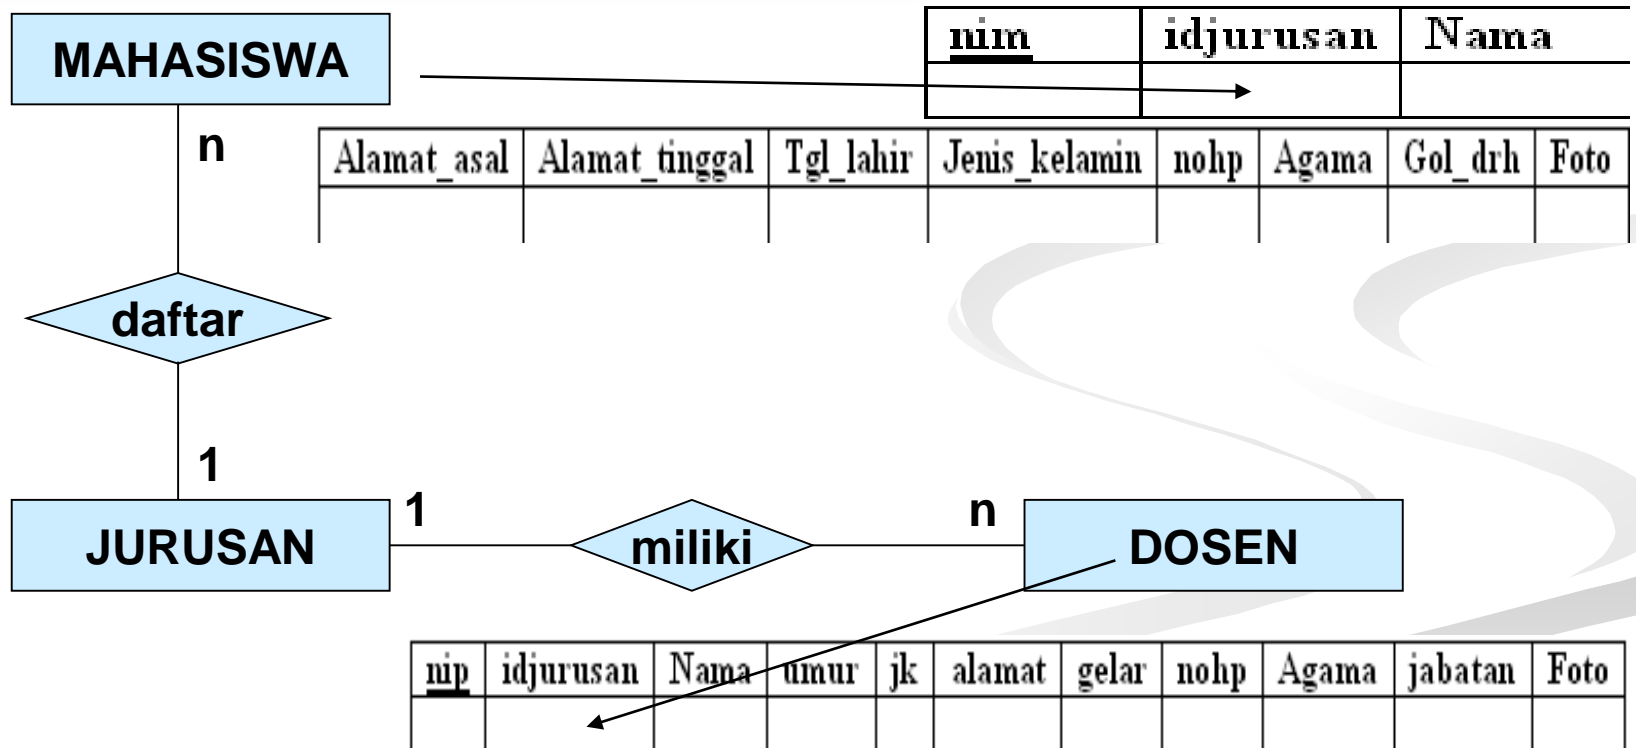 MAHASISWA
nim idjurusan Nama
n
Alamat_asal Alamat_tinggal Tgl_lahir Jenis_kelamin nohp Agama Gol_drh Foto
daftar
1
JURUSAN
1
miliki
n
DOSEN
nip idjurusan Nama umur jk alamat gelar nohp Agama jabatan Foto